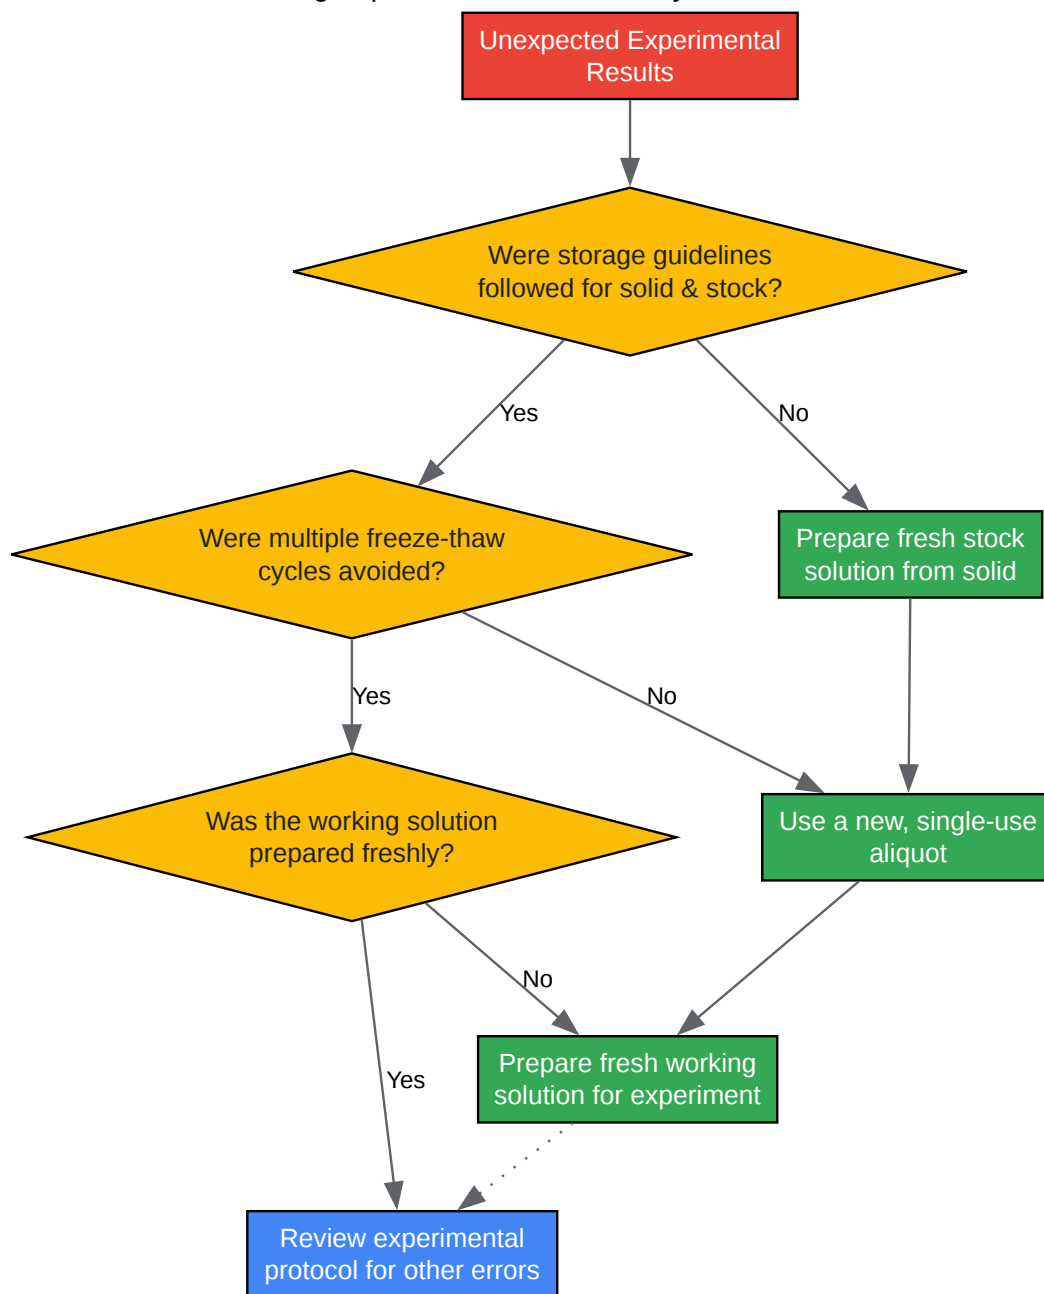 Unexpected Experimental
Results
Were storage guidelines
followed for solid & stock?
Yes
No
Were multiple freeze-thaw
cycles avoided?
Prepare fresh stock
solution from solid
Yes
No
Was the working solution
prepared freshly?
Use a new, single-use
aliquot
No
Yes
Prepare fresh working
solution for experiment
Review experimental
protocol for other errors